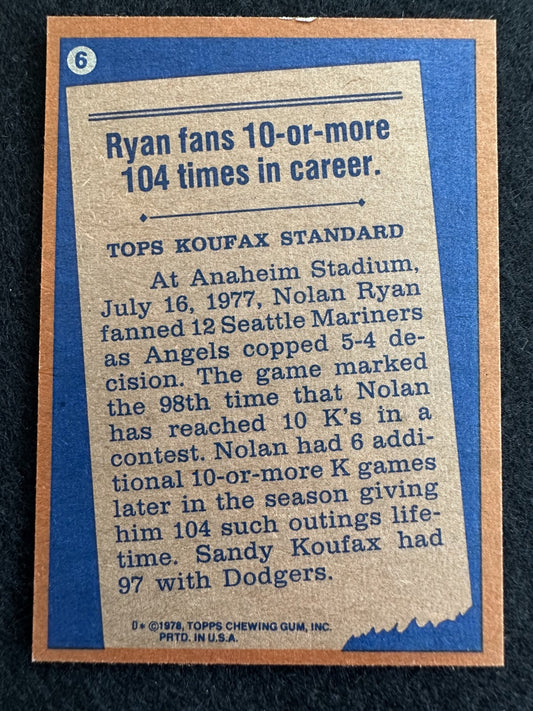 6
Ryan fans 10-or-more
104 times in career.
TOPS KOUFAX STANDARD
At Anaheim Stadium,
July 16, 1977, Nolan Ryan
fanned 12 Seattle Mariners
as Angels copped 5-4 de-
cision. The game marked
the 98th time that Nolan
has reached 10 K's in a
contest. Nolan had 6 addi-
tional 10-or-more K games
later in the season giving
him 104 such outings life-
time. Sandy Koufax had
97 with Dodgers.
D* ©1978, TOPPS CHEWING GUM, INC.
PRTD. IN U.S.A.